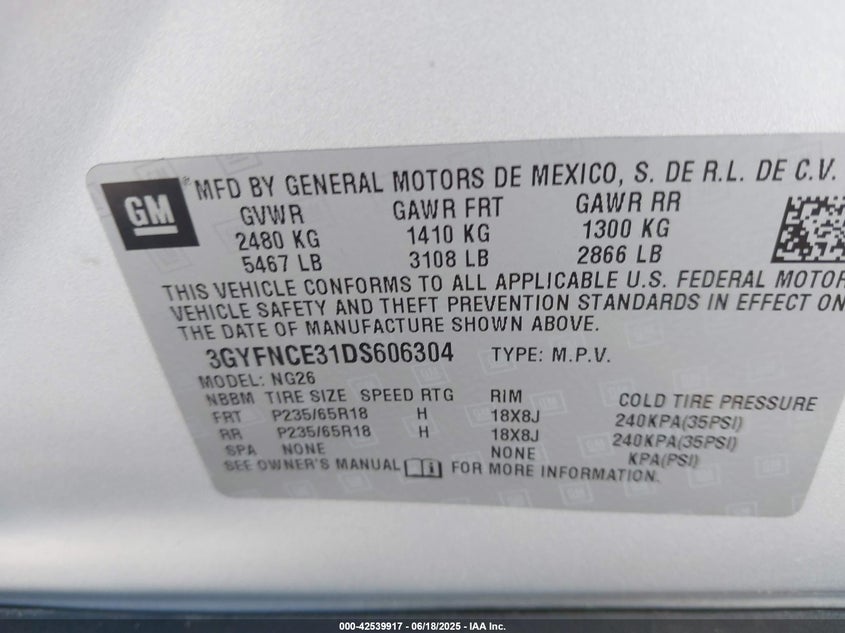 GM
® MFD BY GENERAL MOTORS DE MEXICO, S. DE R.L. DE C.V.
GVWR GAWR FRT GAWR RR
2480 KG 1410 KG 1300 KG
5467 LB 3108 LB 2866 LB
THIS VEHICLE CONFORMS TO ALL APPLICABLE U.S. FEDERAL MOTOR
VEHICLE SAFETY AND THEFT PREVENTION STANDARDS IN EFFECT ON
THE DATE OF MANUFACTURE SHOWN ABOVE.
3GYFNCE31DS606304 TYPE: M.P.V.
MODEL: NG26
NBBM TIRE SIZE SPEED RTG RIM COLD TIRE PRESSURE
FRT P235/65R18 H 18X8J 240KPA(35PSI)
RR P235/65R18 H 18X8J 240KPA(35PSI)
SPA NONE NONE KPA(PSI)
SEE OWNER'S MANUAL FOR MORE INFORMATION.
000-42539917 - 06/18/2025 - IAA Inc.